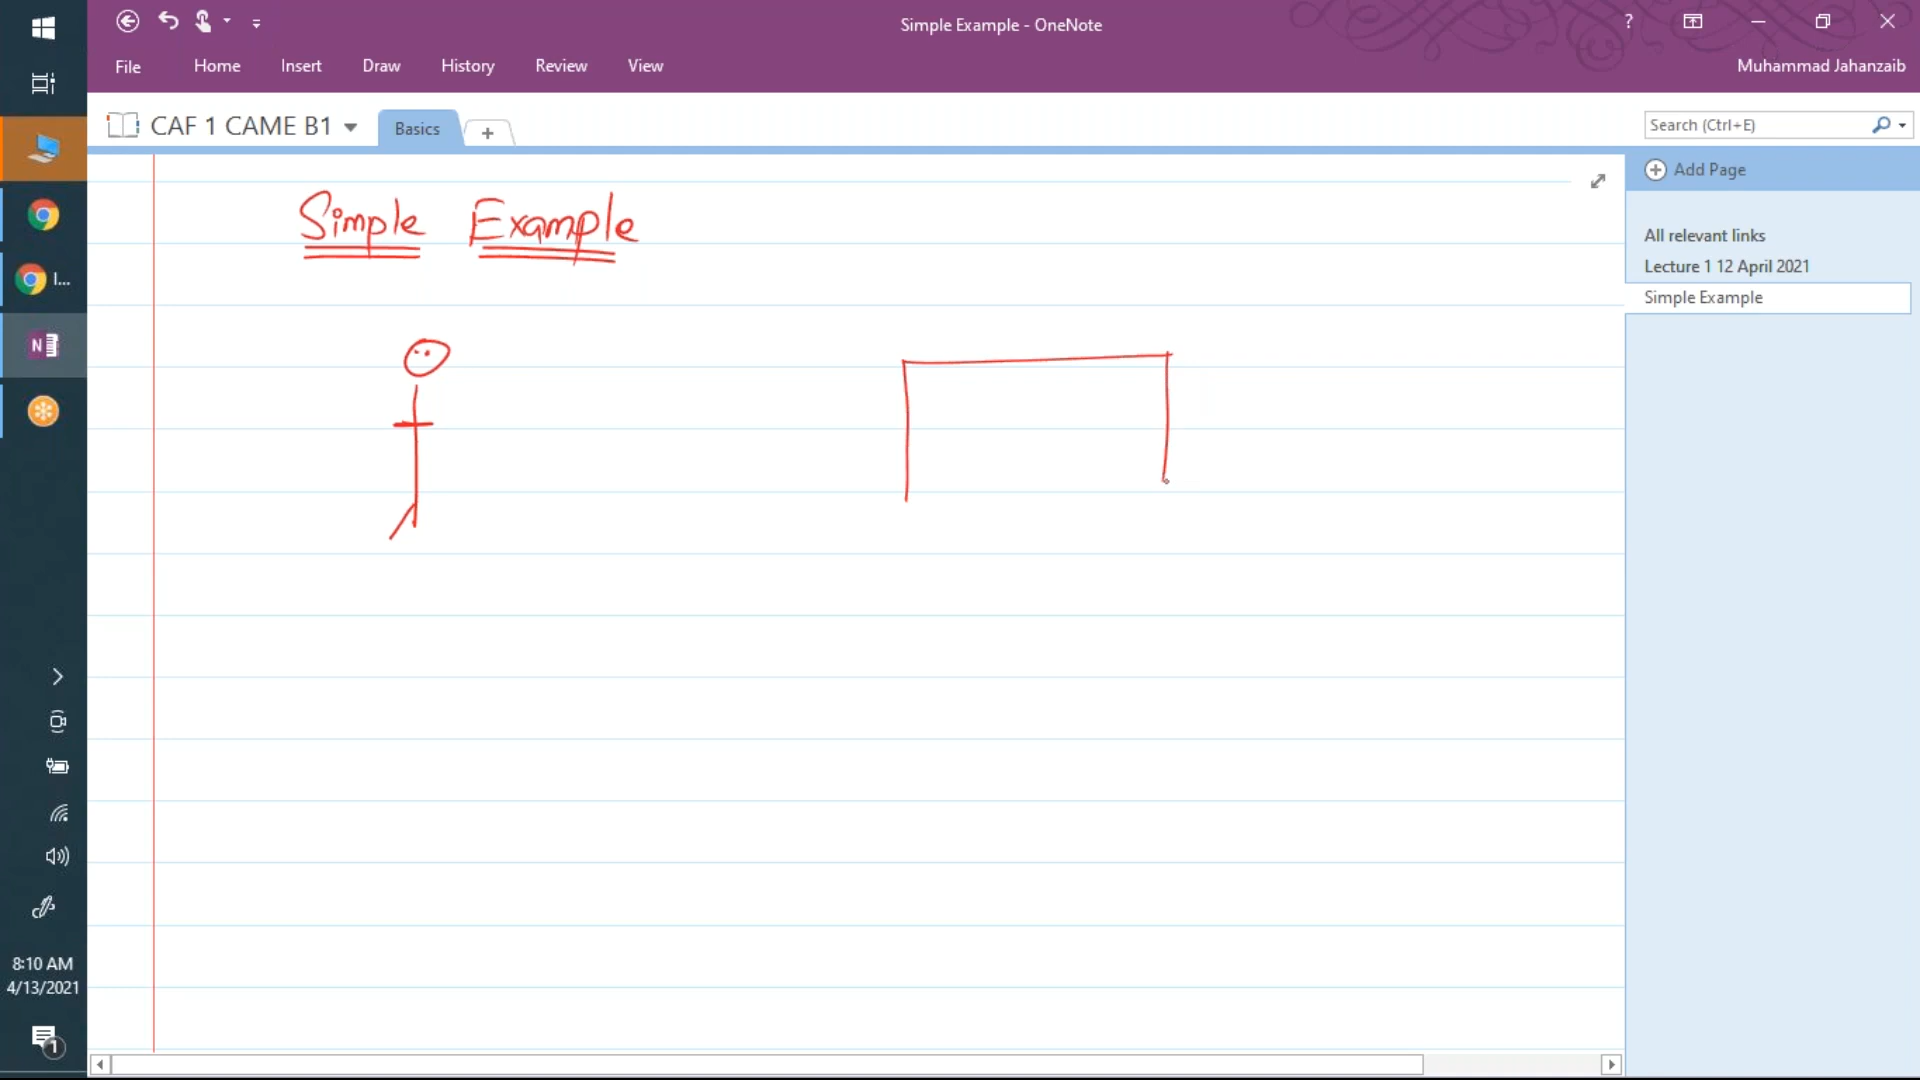 Simple Example - OneNote
File Home Insert Draw History Review View
Muhammad Jahanzaib
CAF 1 CAME B1
Basics
Search (Ctrl+E)
Add Page
All relevant links
Lecture 1 12 April 2021
Simple Example
Simple Example
I...
N
8:10 AM
4/13/2021
1